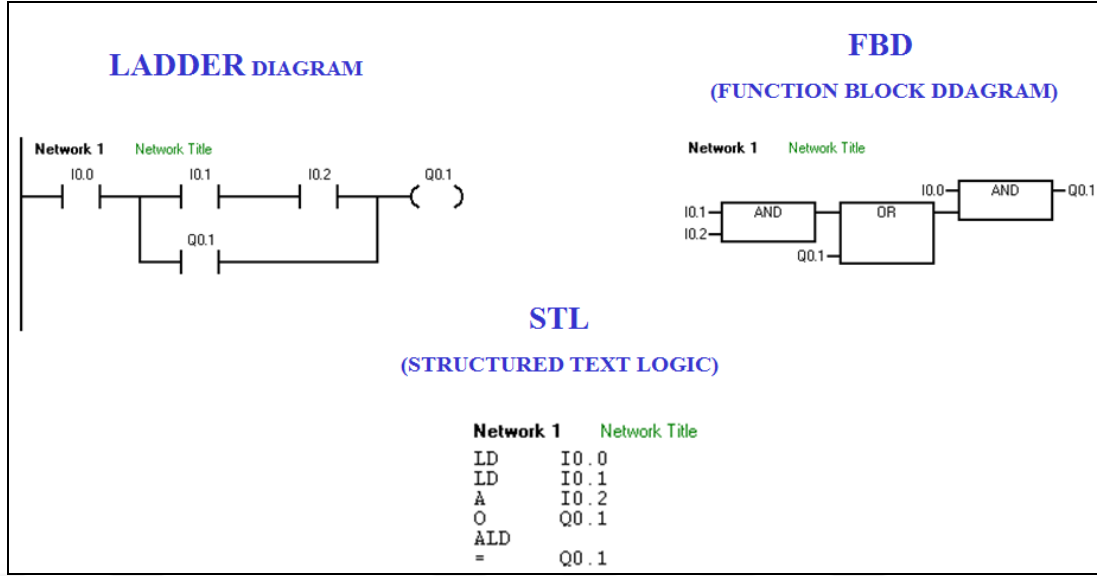 LADDER DIAGRAM
Network 1 Network Title
I0.0 I0.1 I0.2 Q0.1
Q0.1
FBD
(FUNCTION BLOCK DDAGRAM)
Network 1 Network Title
I0.0 AND Q0.1
I0.1 AND OR
I0.2
Q0.1
STL
(STRUCTURED TEXT LOGIC)
Network 1 Network Title
LD I0.0
LD I0.1
A I0.2
O Q0.1
ALD
= Q0.1